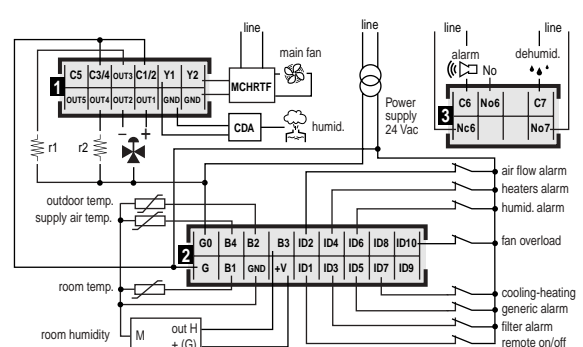 line
line
line
line
main fan
alarm
dehumid.
No
C5 C3/4 OUT3 C1/2 Y1 Y2
1
OUT5 OUT4 OUT2 OUT1 GND GND
MCHRTF
CDA
humid.
Power
supply
24 Vac
C6 No6 C7
3
Nc6 No7
r1
r2
− +
air flow alarm
heaters alarm
humid. alarm
fan overload
outdoor temp.
supply air temp.
G0 B4 B2 B3 ID2 ID4 ID6 ID8 ID10
2
G B1 GND +V ID1 ID3 ID5 ID7 ID9
room temp.
cooling-heating
generic alarm
filter alarm
remote on/off
room humidity
M
out H
+ (G)